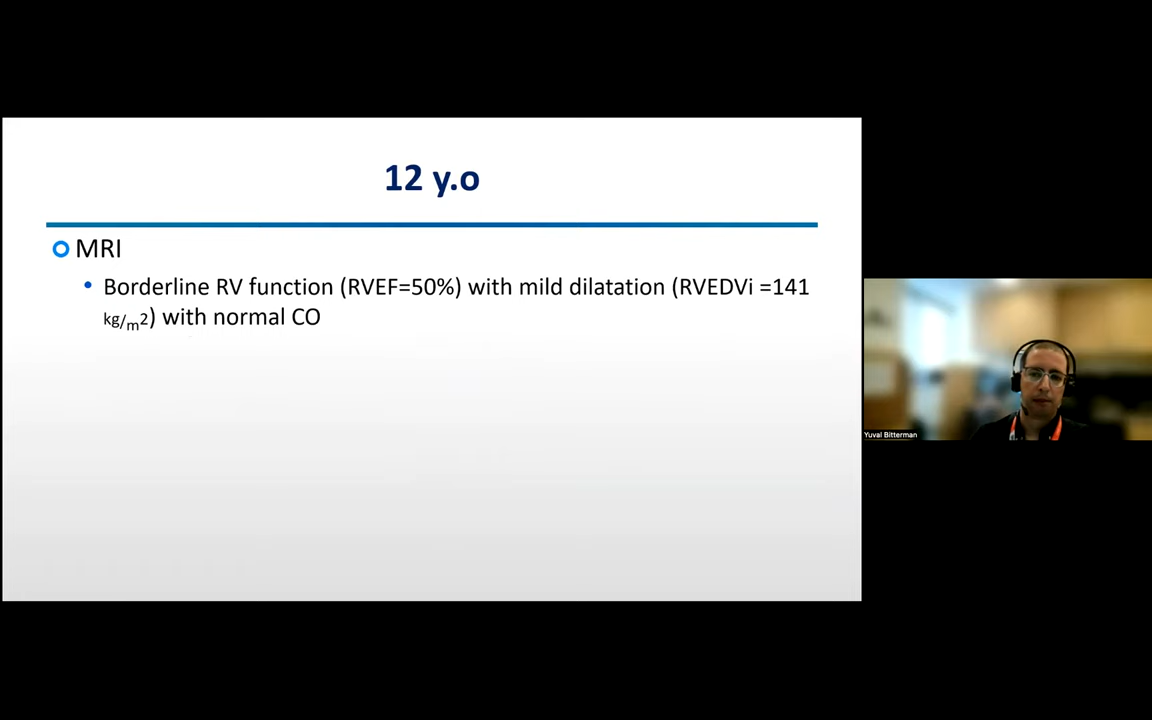 12 y.o
MRI
• Borderline RV function (RVEF=50%) with mild dilatation (RVEDVi =141
kg/m2) with normal CO
Yuval Bitterman